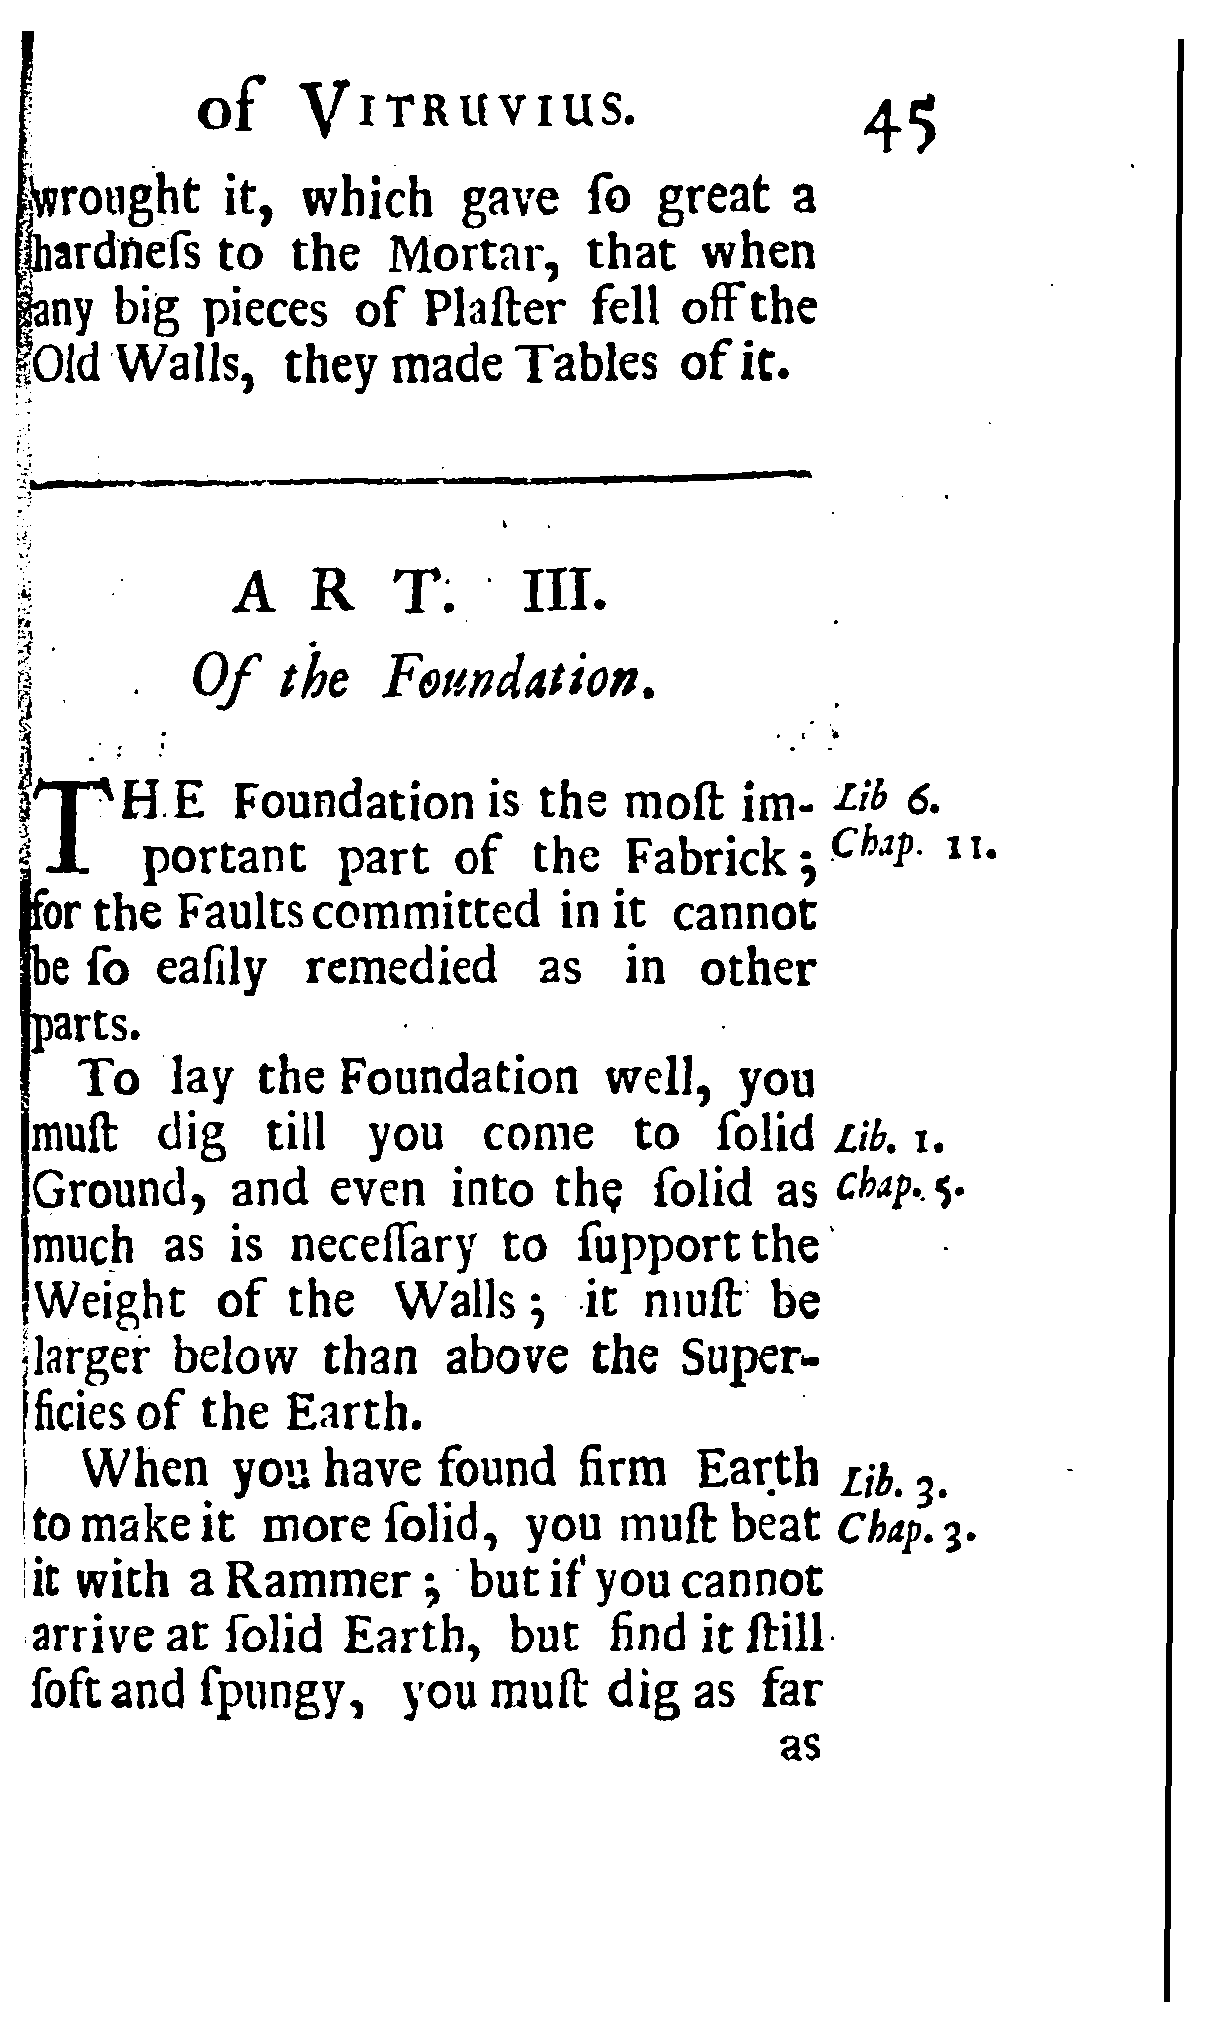 of VITRUVIUS. 45
wrought it, which gave ſo great a
hardneſs to the Mortar, that when
any big pieces of Plaſter fell off the
Old Walls, they made Tables of it.
ART. III.
Of the Foundation.
THE Foundation is the moſt im- Lib 6.
portant part of the Fabrick; Chap. 11.
for the Faults committed in it cannot
be ſo eaſily remedied as in other
parts.
To lay the Foundation well, you
muſt dig till you come to ſolid Lib. 1.
Ground, and even into the ſolid as Chap. 5.
much as is neceſſary to ſupport the
Weight of the Walls; it muſt be
larger below than above the Super-
ficies of the Earth.
When you have found firm Earth Lib. 3.
to make it more ſolid, you muſt beat Chap. 3.
it with a Rammer; but if you cannot
arrive at ſolid Earth, but find it ſtill
ſoft and ſpungy, you muſt dig as far
as